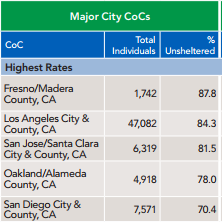 Major City CoCs
CoC
Total Individuals
% Unsheltered
Highest Rates
Fresno/Madera
County, CA
1,742
87.8
Los Angeles City &
County, CA
47,082
84.3
San Jose/Santa Clara
City & County, CA
6,319
81.5
Oakland/Alameda
County, CA
4,918
78.0
San Diego City &
County, CA
7,571
70.4